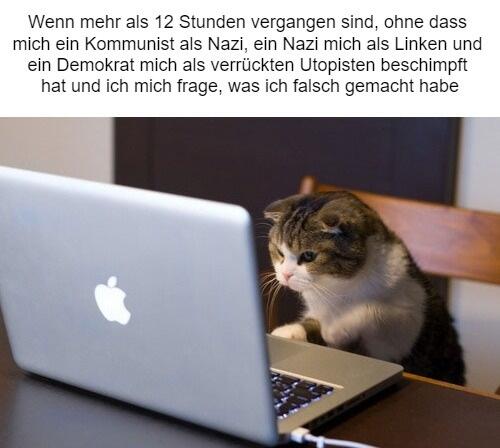 Wenn mehr als 12 Stunden vergangen sind, ohne dass
mich ein Kommunist als Nazi, ein Nazi mich als Linken und
ein Demokrat mich als verrückten Utopisten beschimpft
hat und ich mich frage, was ich falsch gemacht habe